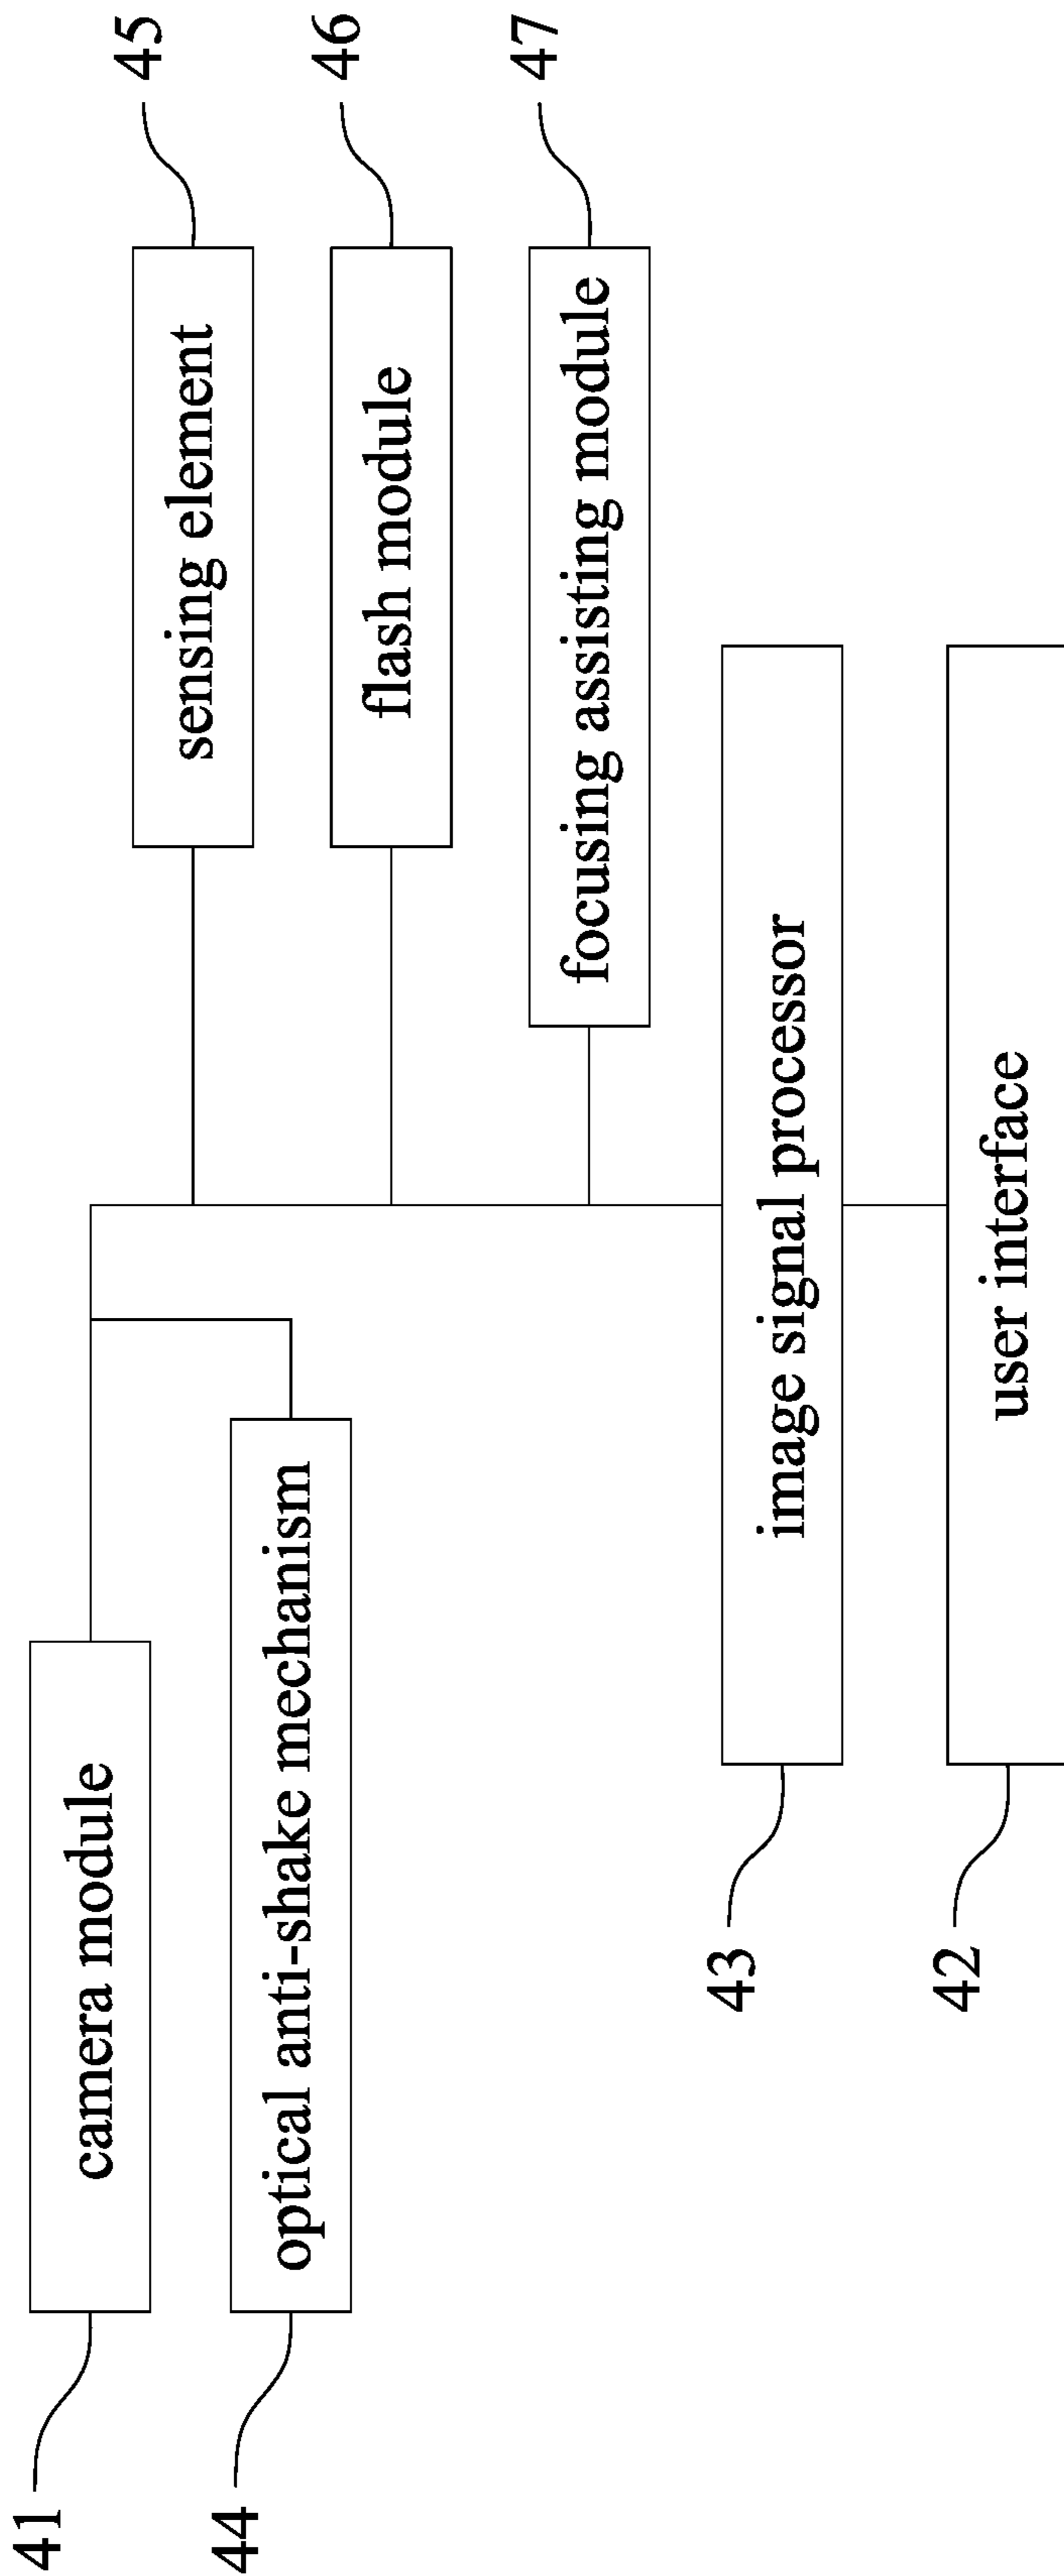 41
camera module
44
optical anti-shake mechanism
sensing element
45
flash module
46
focusing assisting module
47
43
image signal processor
42
user interface